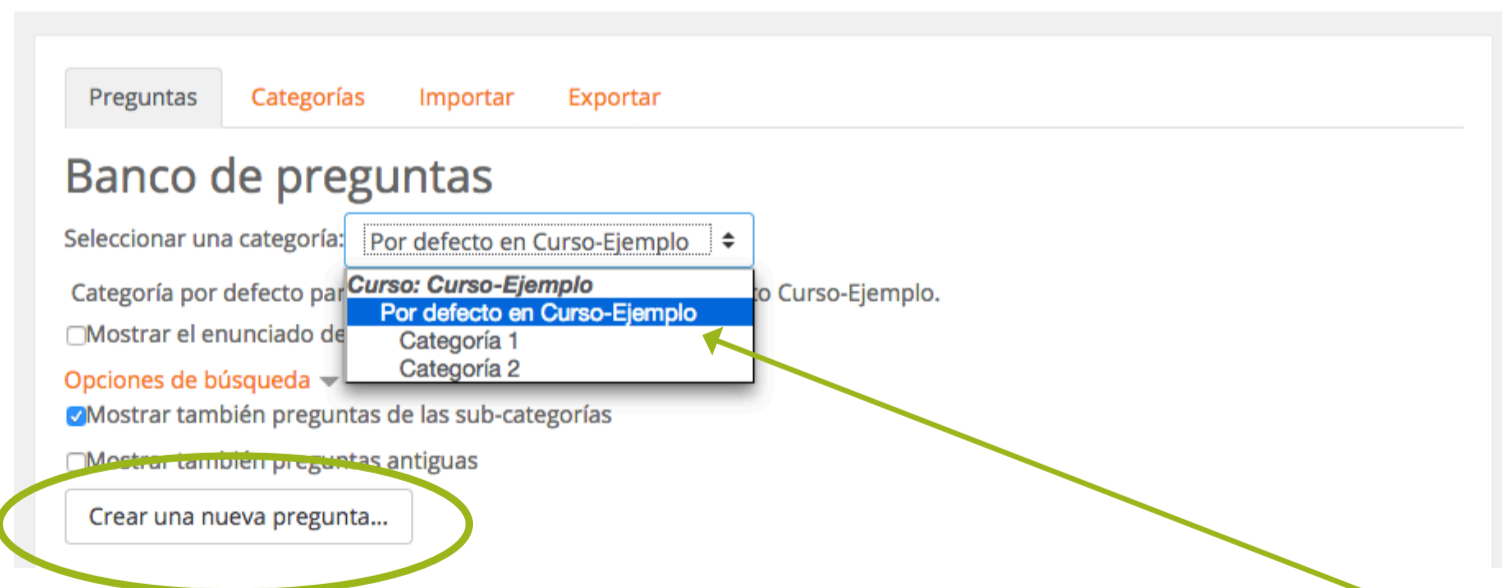 Preguntas Categorías Importar Exportar
Banco de preguntas
Seleccionar una categoría: Por defecto en Curso-Ejemplo
Curso: Curso-Ejemplo
Categoría por defecto par o Curso-Ejemplo.
Por defecto en Curso-Ejemplo
Mostrar el enunciado de
Categoría 1
Categoría 2
Opciones de búsqueda
Mostrar también preguntas de las sub-categorías
Mostrar también preguntas antiguas
Crear una nueva pregunta...